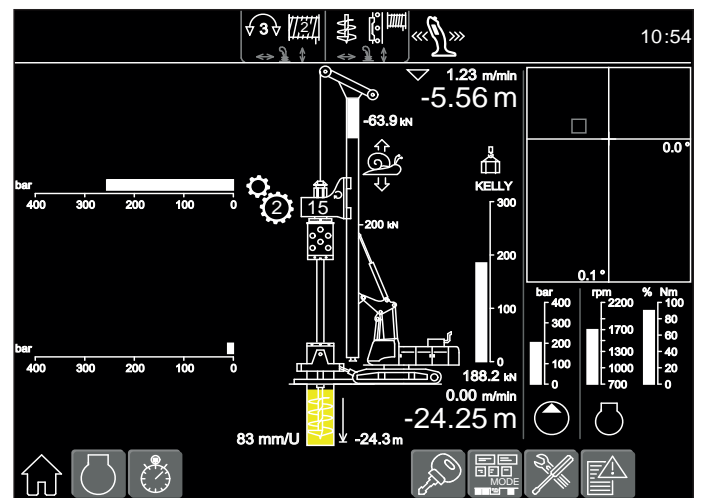 3
2
10:54
1.23 m/min
-5.56 m
-63.9 kN
0.0 °
KELLY
bar
400 300 200 100 0
2
15
300
200 kN
200
0.1 °
bar
rpm
% Nm
400
2200
100
300
1700
80
200
60
100
1300
40
1000
20
0
700
0
100
0
bar
400 300 200 100 0
188.2 kN
0.00 m/min
-24.25 m
83 mm/U
-24.3 m
MODE